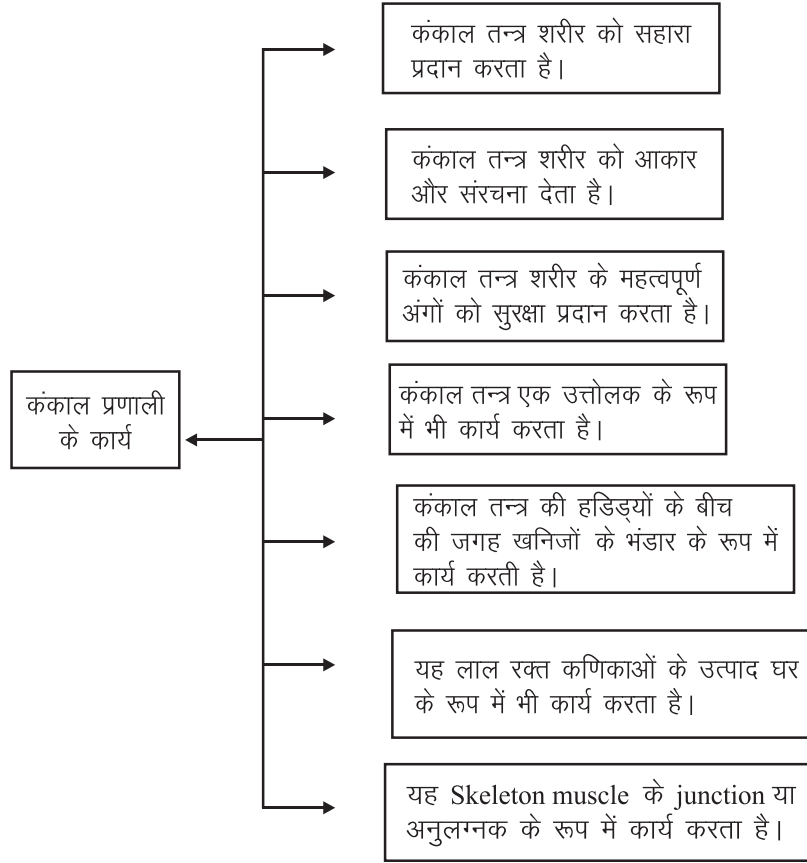 कंकाल तन्त्र शरीर को सहारा
प्रदान करता है।
कंकाल तन्त्र शरीर को आकार
और संरचना देता है।
कंकाल तन्त्र शरीर के महत्वपूर्ण
अंगों को सुरक्षा प्रदान करता है।
कंकाल प्रणाली
के कार्य
कंकाल तन्त्र एक उत्तोलक के रूप
में भी कार्य करता है।
कंकाल तन्त्र की हडिड्यों के बीच
की जगह खनिजों के भंडार के रूप में
कार्य करती है।
यह लाल रक्त कणिकाओं के उत्पाद घर
के रूप में भी कार्य करता है।
यह Skeleton muscle के junction या
अनुलग्नक के रूप में कार्य करता है।